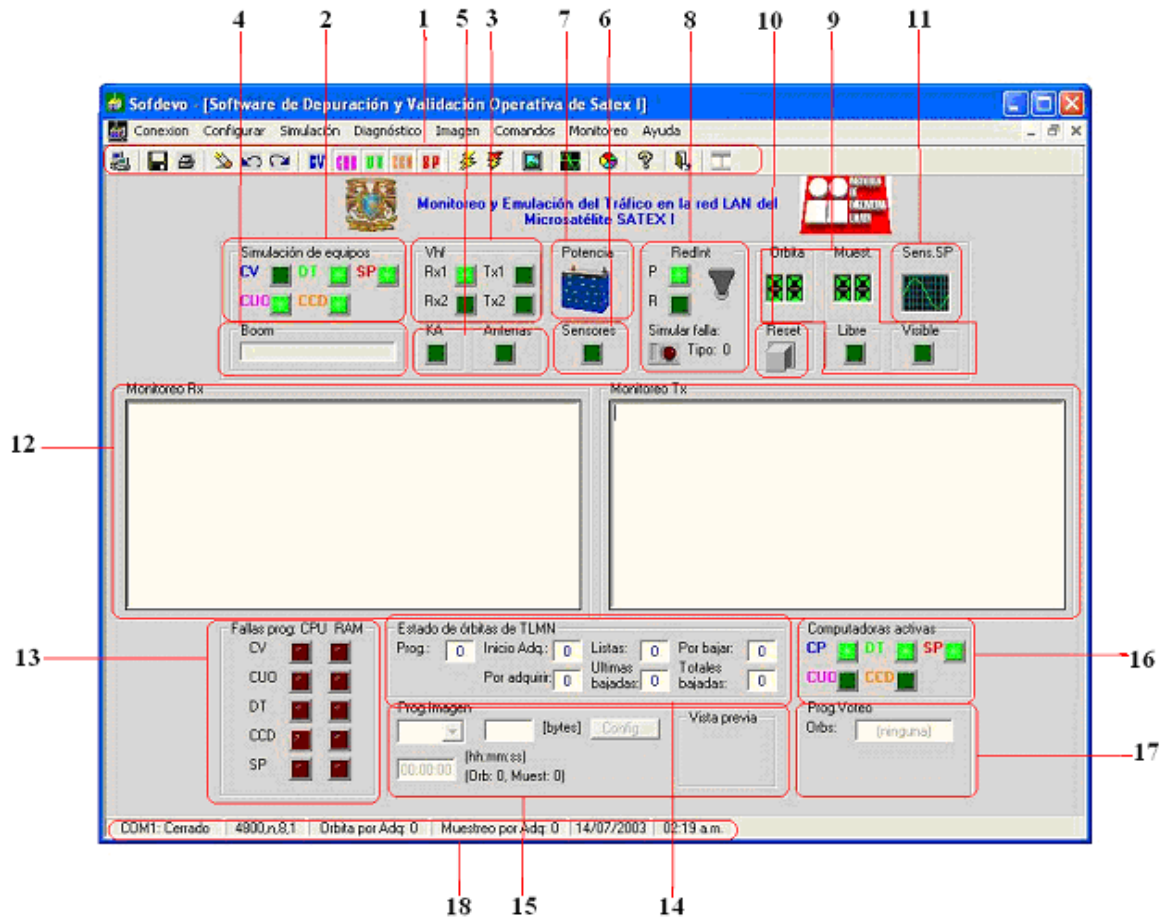 4 2 1 5 3 7 6 8 10 9 11
Sofdevo - [Software de Depuración y Validación Operativa de Satex I]
Conexion Configurar Simulación Diagnóstico Imagen Comandos Monitoreo Ayuda
CV CUO DT CCD SP
Monitoreo y Emulación del Tráfico en la red LAN del
Microsatélite SATEX I
Simulación de equipos Vhf Potencia RedInt Orbita Muest. Sens.SP
CV DT SP Rx1 Tx1 P
CUO CCD Rx2 Tx2 R
Boom KA Antenas Sensores Simular falla: Reset Libre Visible
Tipo: 0
Monitoreo Rx Monitoreo Tx
12
Fallas prog: CPU RAM Estado de órbitas de TLMN Computadoras activas
CV Prog.: 0 Inicio Adq.: 0 Listas: 0 Por bajar: 0 CP DT SP
13 CUO Por adquirir: 0 Ultimas bajadas: 0 Totales bajadas: 0 CUO CCD 16
DT Prog.Imagen Vista previa Prog.Voteo
CCD [bytes] Config. Orbs: (ninguna)
SP 00:00:00 [hh:mm:ss] 17
(Orb: 0, Muest: 0)
COM1: Cerrado 4800,n,8,1 Orbita por Adq: 0 Muestreo por Adq: 0 14/07/2003 02:19 a.m.
18 15 14